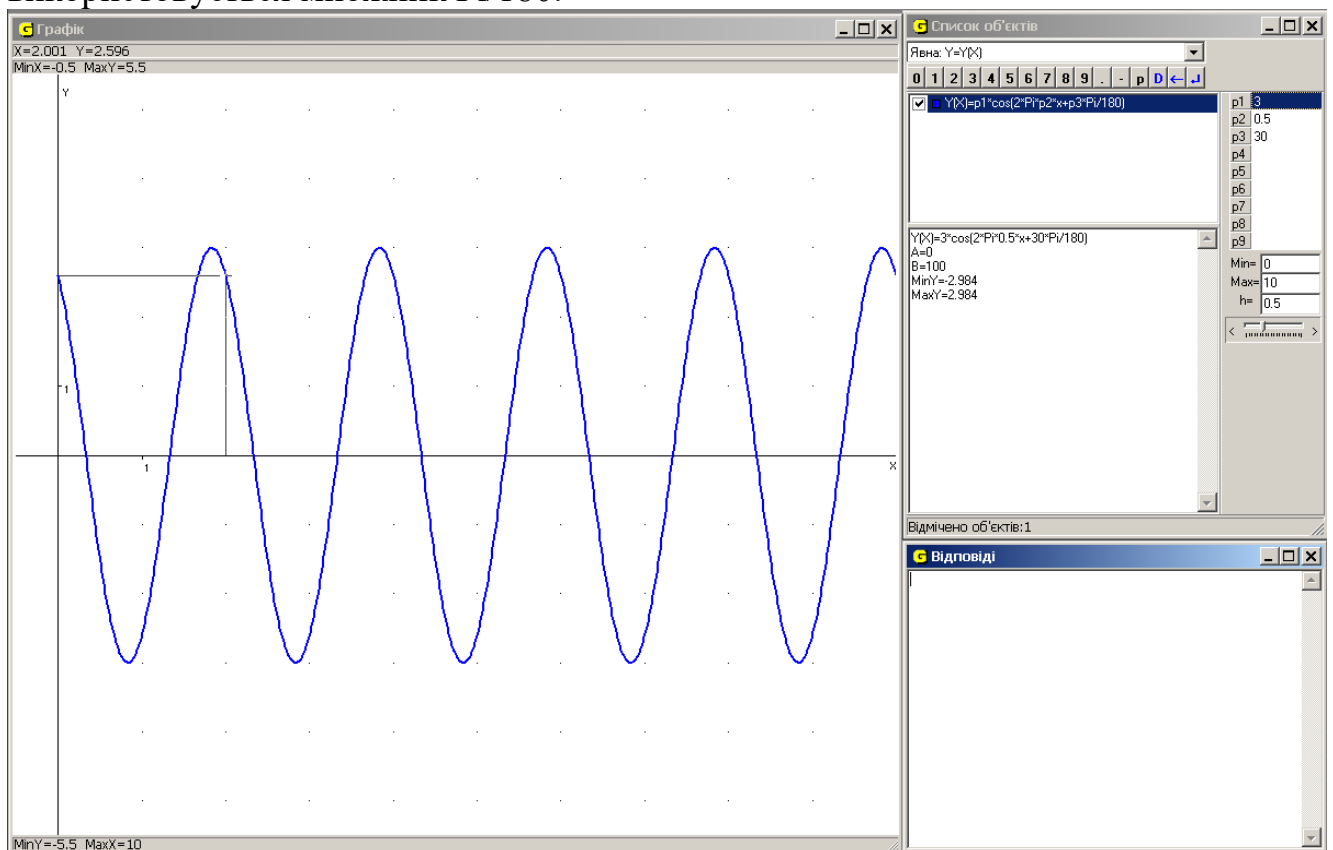 Графік
X=2.001 Y=2.596
MinX=-0.5 MaxY=5.5
Y
1
1
X
MinY=-5.5 MaxX=10
Список об'єктів
Явна: Y=Y(X)
0 1 2 3 4 5 6 7 8 9 . - p D ← ↲
Y(X)=p1*cos(2*Pi*p2*x+p3*Pi/180)
p1 3
p2 0.5
p3 30
p4
p5
p6
p7
p8
p9
Y(X)=3*cos(2*Pi*0.5*x+30*Pi/180)
A=0
B=100
MinY=-2.984
MaxY=2.984
Min= 0
Max= 10
h= 0.5
< >
Відмічено об'єктів:1
Відповіді